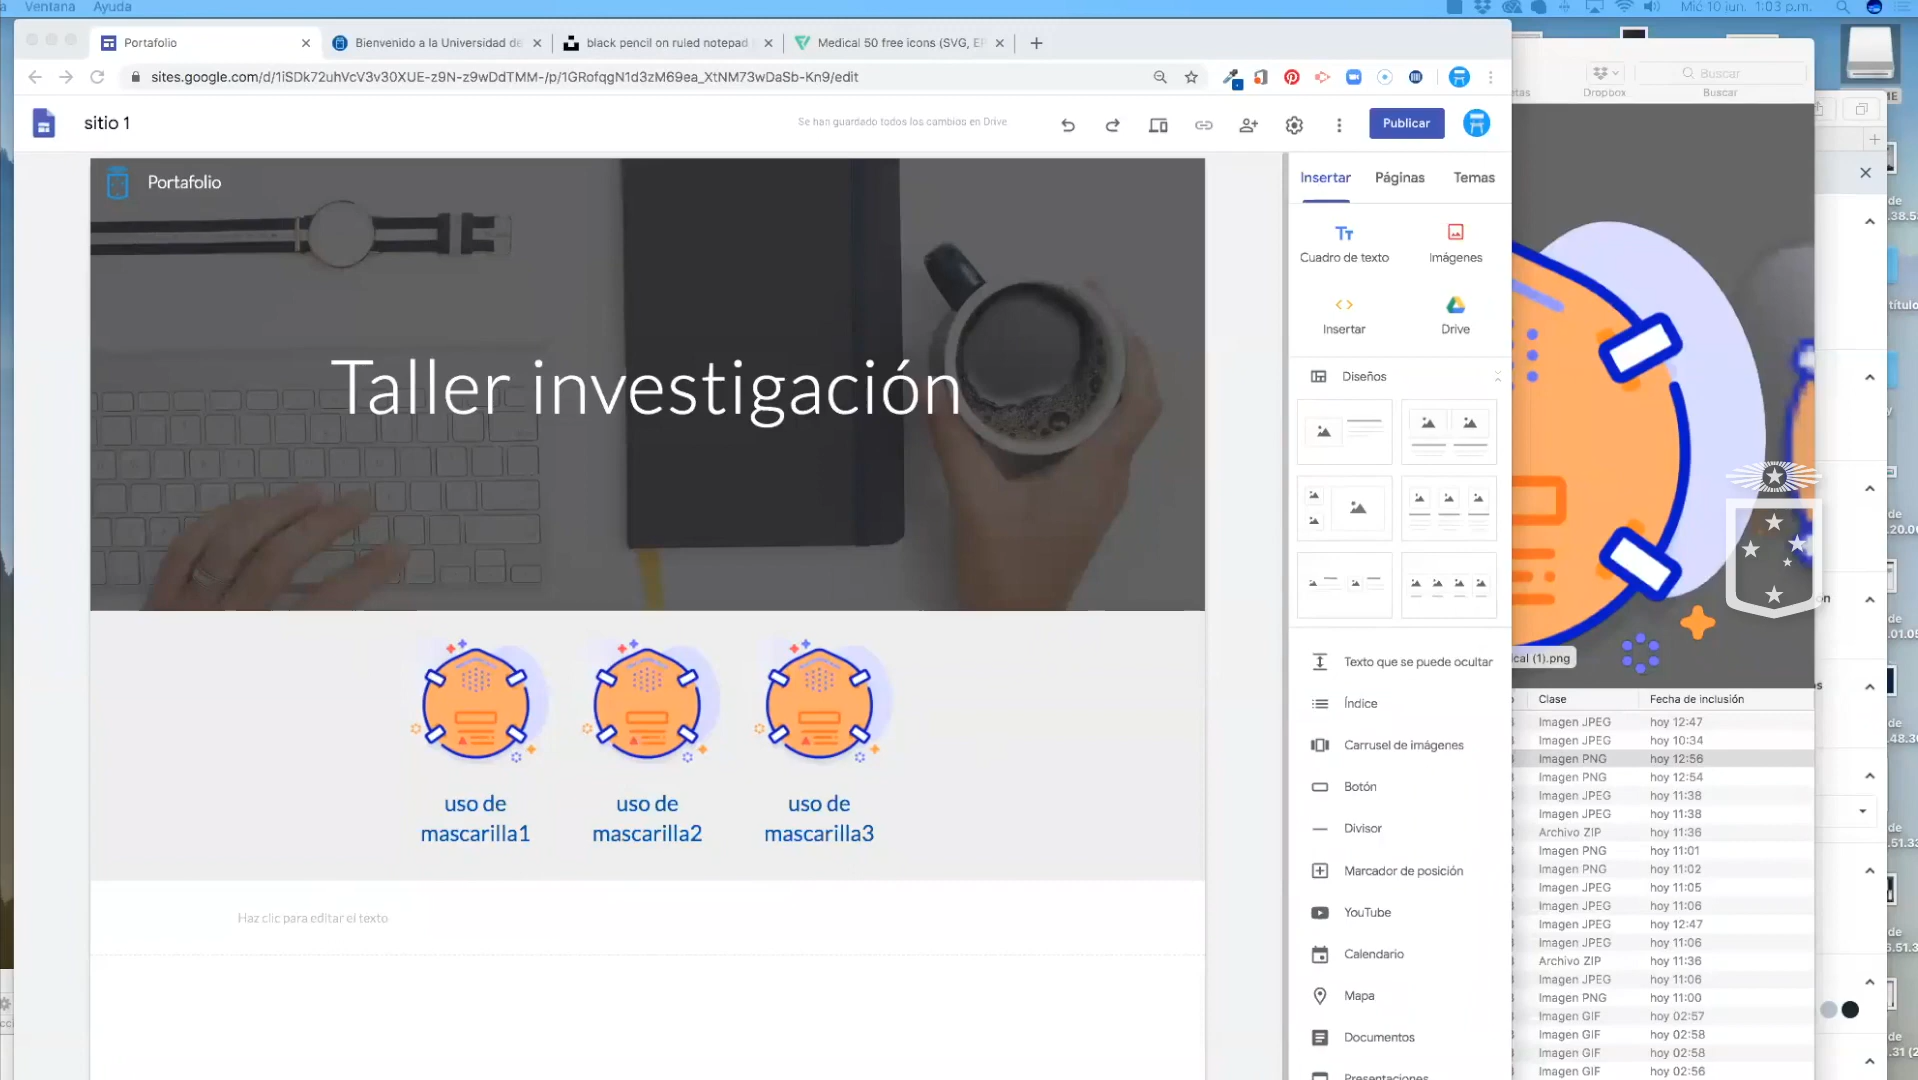 Ventana Ayuda
Mié 10 jun. 1:03 p.m.
Portafolio
Bienvenido a la Universidad de
black pencil on ruled notepad
Medical 50 free icons (SVG, EP
sites.google.com/d/1iSDk72uhVcV3v30XUE-z9N-z9wDdTMM-/p/1GRofqgN1d3zM69ea_XtNM73wDaSb-Kn9/edit
Buscar
Dropbox
Buscar
sitio 1
Se han guardado todos los cambios en Drive
Publicar
Portafolio
Taller investigación
uso de
mascarilla1
uso de
mascarilla2
uso de
mascarilla3
Haz clic para editar el texto
Insertar
Páginas
Temas
Cuadro de texto
Imágenes
Insertar
Drive
Diseños
Texto que se puede ocultar
Índice
Carrusel de imágenes
Botón
Divisor
Marcador de posición
YouTube
Calendario
Mapa
Documentos
Presentaciones
ical (1).png
Clase Fecha de inclusión
Imagen JPEG hoy 12:47
Imagen JPEG hoy 10:34
Imagen PNG hoy 12:56
Imagen PNG hoy 12:54
Imagen JPEG hoy 11:38
Imagen JPEG hoy 11:38
Archivo ZIP hoy 11:36
Imagen PNG hoy 11:01
Imagen PNG hoy 11:02
Imagen JPEG hoy 11:05
Imagen JPEG hoy 11:06
Imagen JPEG hoy 12:47
Imagen JPEG hoy 11:06
Archivo ZIP hoy 11:36
Imagen JPEG hoy 11:06
Imagen PNG hoy 11:00
Imagen GIF hoy 02:57
Imagen GIF hoy 02:58
Imagen GIF hoy 02:58
Imagen GIF hoy 02:56